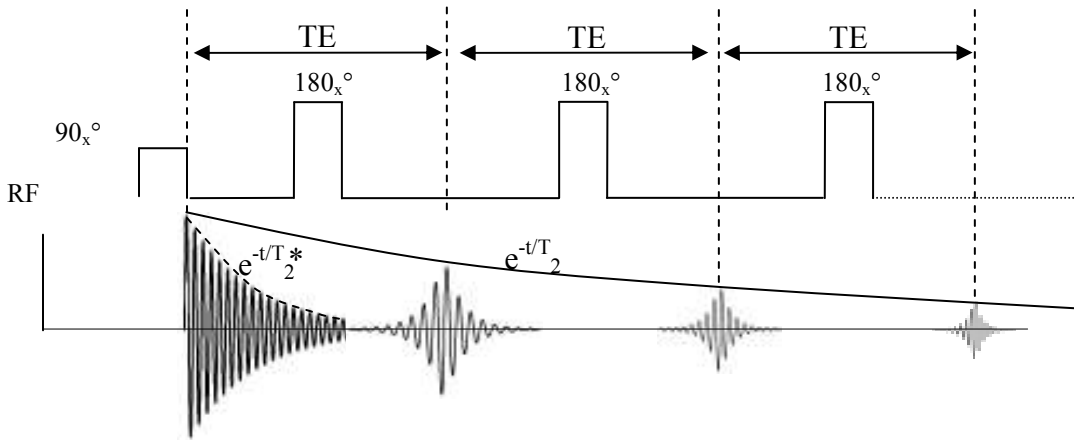 TE TE TE
180ₓ° 180ₓ° 180ₓ°
90ₓ°
RF
e^-t/T₂* e^-t/T₂